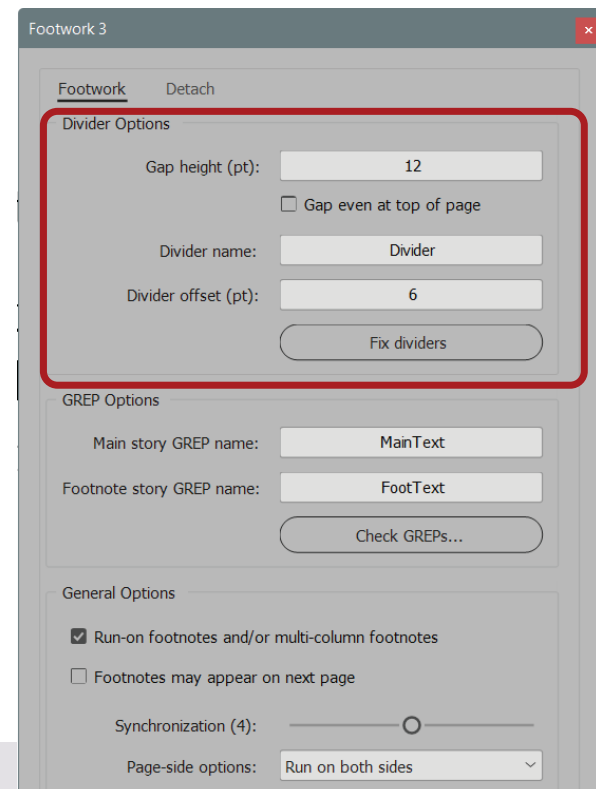 Footwork 3
Footwork Detach
Divider Options
Gap height (pt): 12
Gap even at top of page
Divider name: Divider
Divider offset (pt): 6
Fix dividers
GREP Options
Main story GREP name: MainText
Footnote story GREP name: FootText
Check GREPs...
General Options
Run-on footnotes and/or multi-column footnotes
Footnotes may appear on next page
Synchronization (4):
Page-side options: Run on both sides